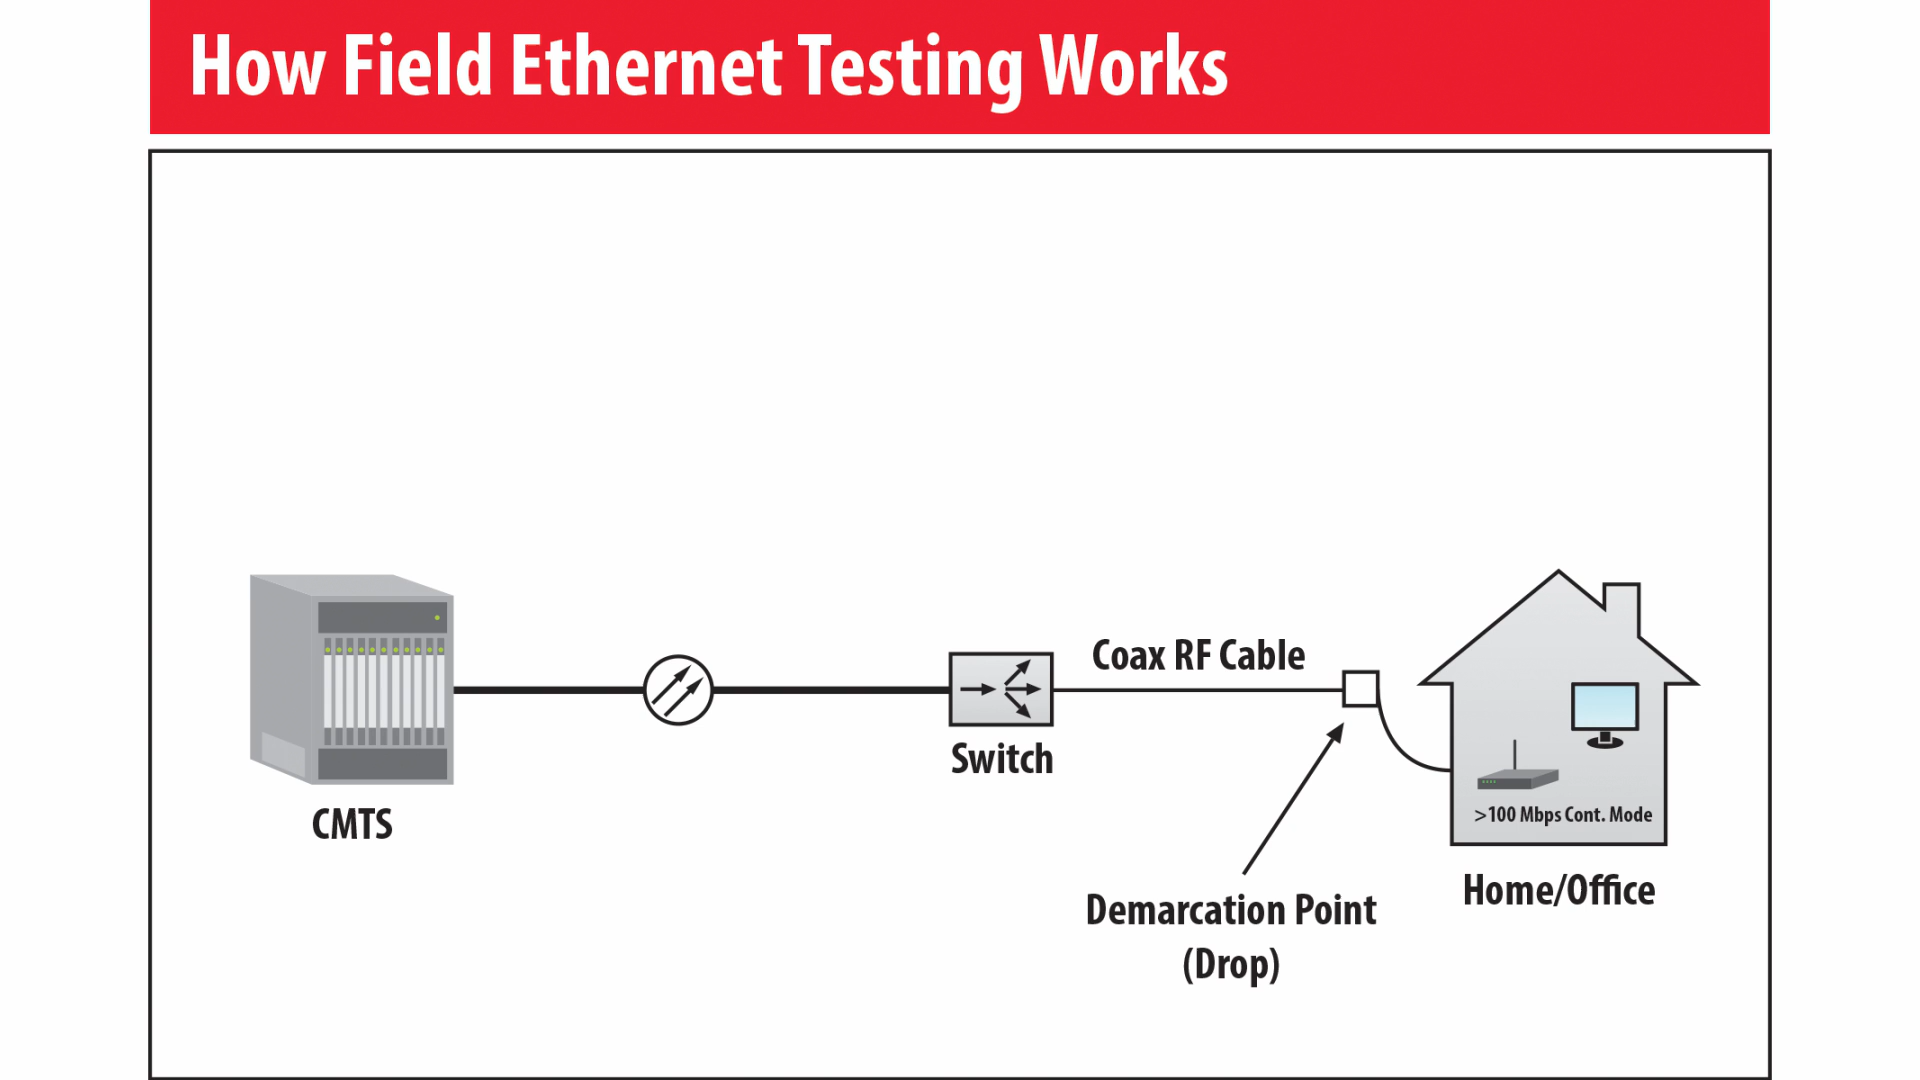 How Field Ethernet Testing Works
Coax RF Cable
Switch
CMTS
>100 Mbps Cont. Mode
Home/Office
Demarcation Point
(Drop)